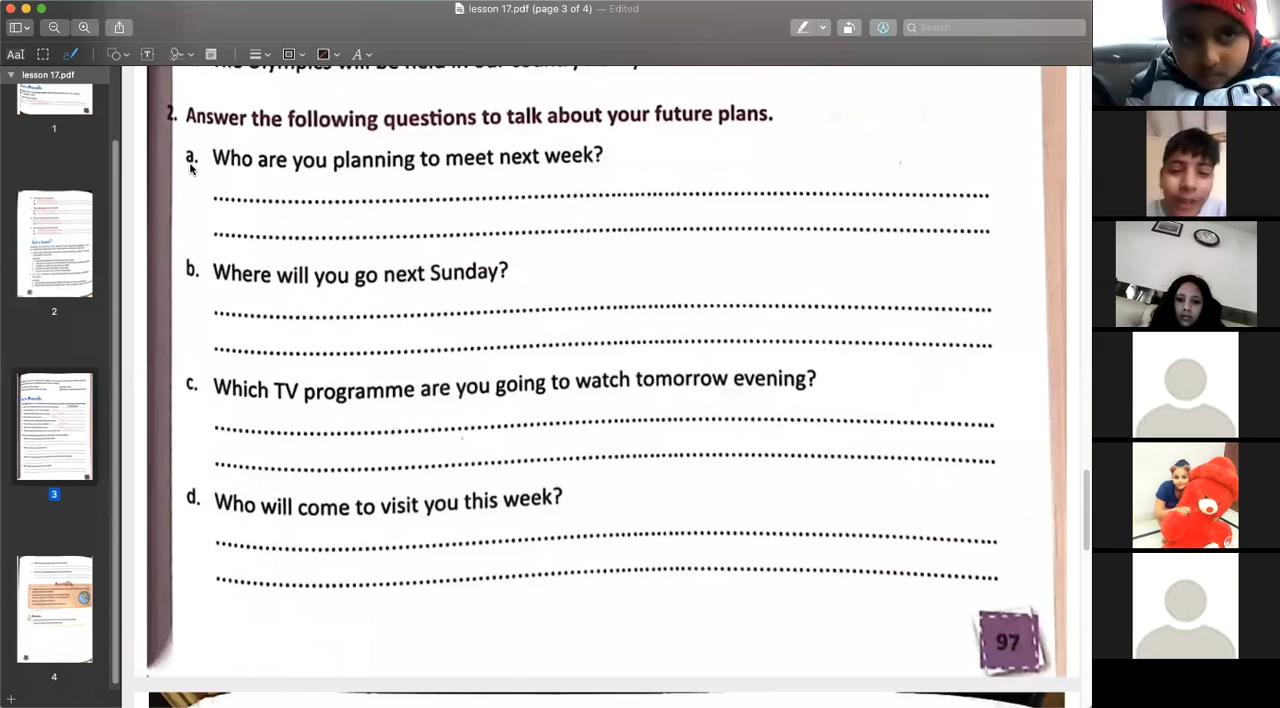 lesson 17.pdf (page 3 of 4) — Edited
Search
AaI
T
A
lesson 17.pdf
1
2
3
4
2. Answer the following questions to talk about your future plans.
a. Who are you planning to meet next week?
b. Where will you go next Sunday?
c. Which TV programme are you going to watch tomorrow evening?
d. Who will come to visit you this week?
97